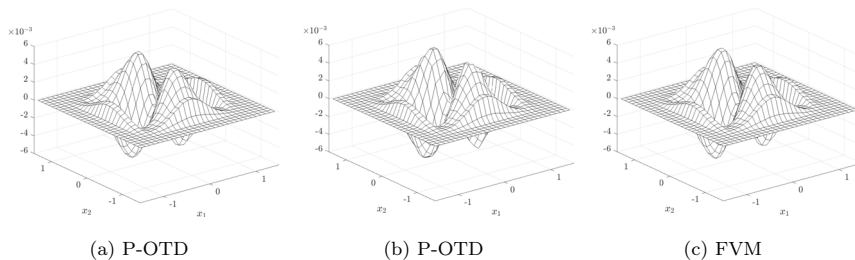 ×10⁻³ ×10⁻³ ×10⁻³
6 6 6
4 4 4
2 2 2
0 0 0
-2 -2 -2
-4 -4 -4
-6 -6 -6
1 0 -1 -1 0 1
x₂ x₁
1 0 -1 -1 0 1
x₂ x₁
1 0 -1 -1 0 1
x₂ x₁
(a) P-OTD
(b) P-OTD
(c) FVM